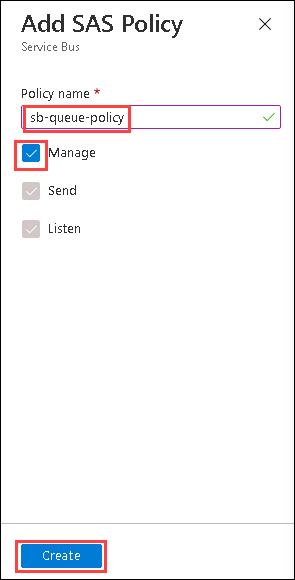 Add SAS Policy
Service Bus
Policy name *
sb-queue-policy
Manage
Send
Listen
Create